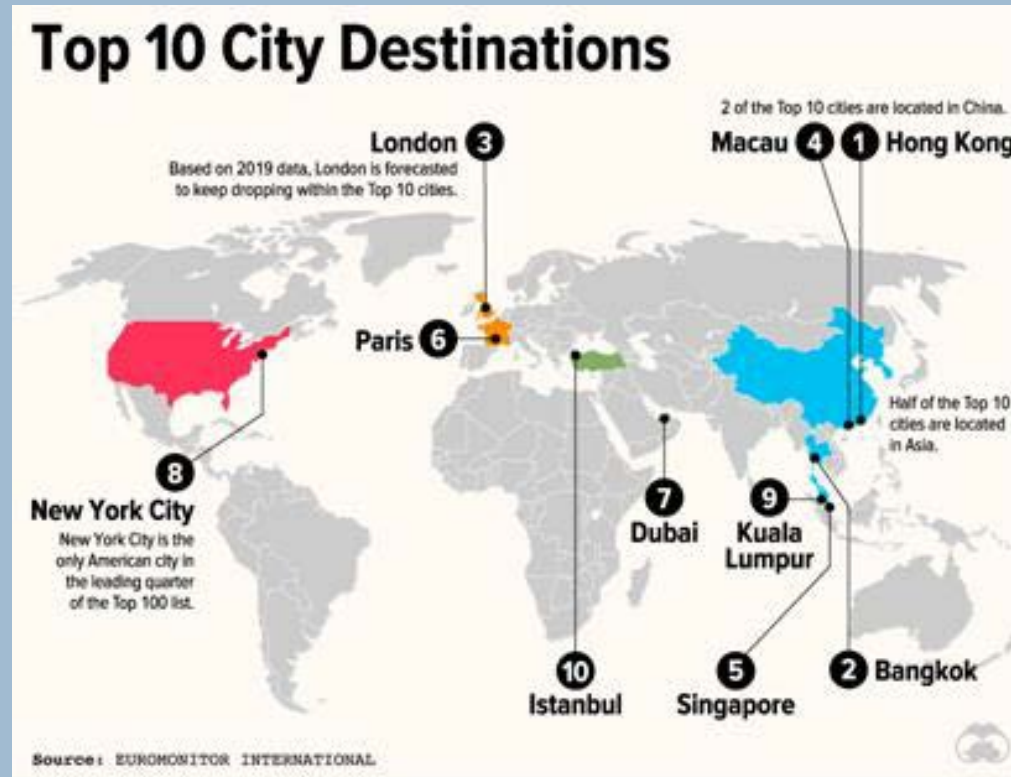 Top 10 City Destinations
2 of the Top 10 cities are located in China.
London 3
Based on 2019 data, London is forecasted
to keep dropping within the Top 10 cities.
Macau 4 1 Hong Kong
Paris 6
Half of the Top 10
cities are located
in Asia.
8
New York City
New York City is the
only American city in
the leading quarter
of the Top 100 list.
7
Dubai
9
Kuala
Lumpur
10
Istanbul
5
Singapore
2 Bangkok
Source: EUROMONITOR INTERNATIONAL